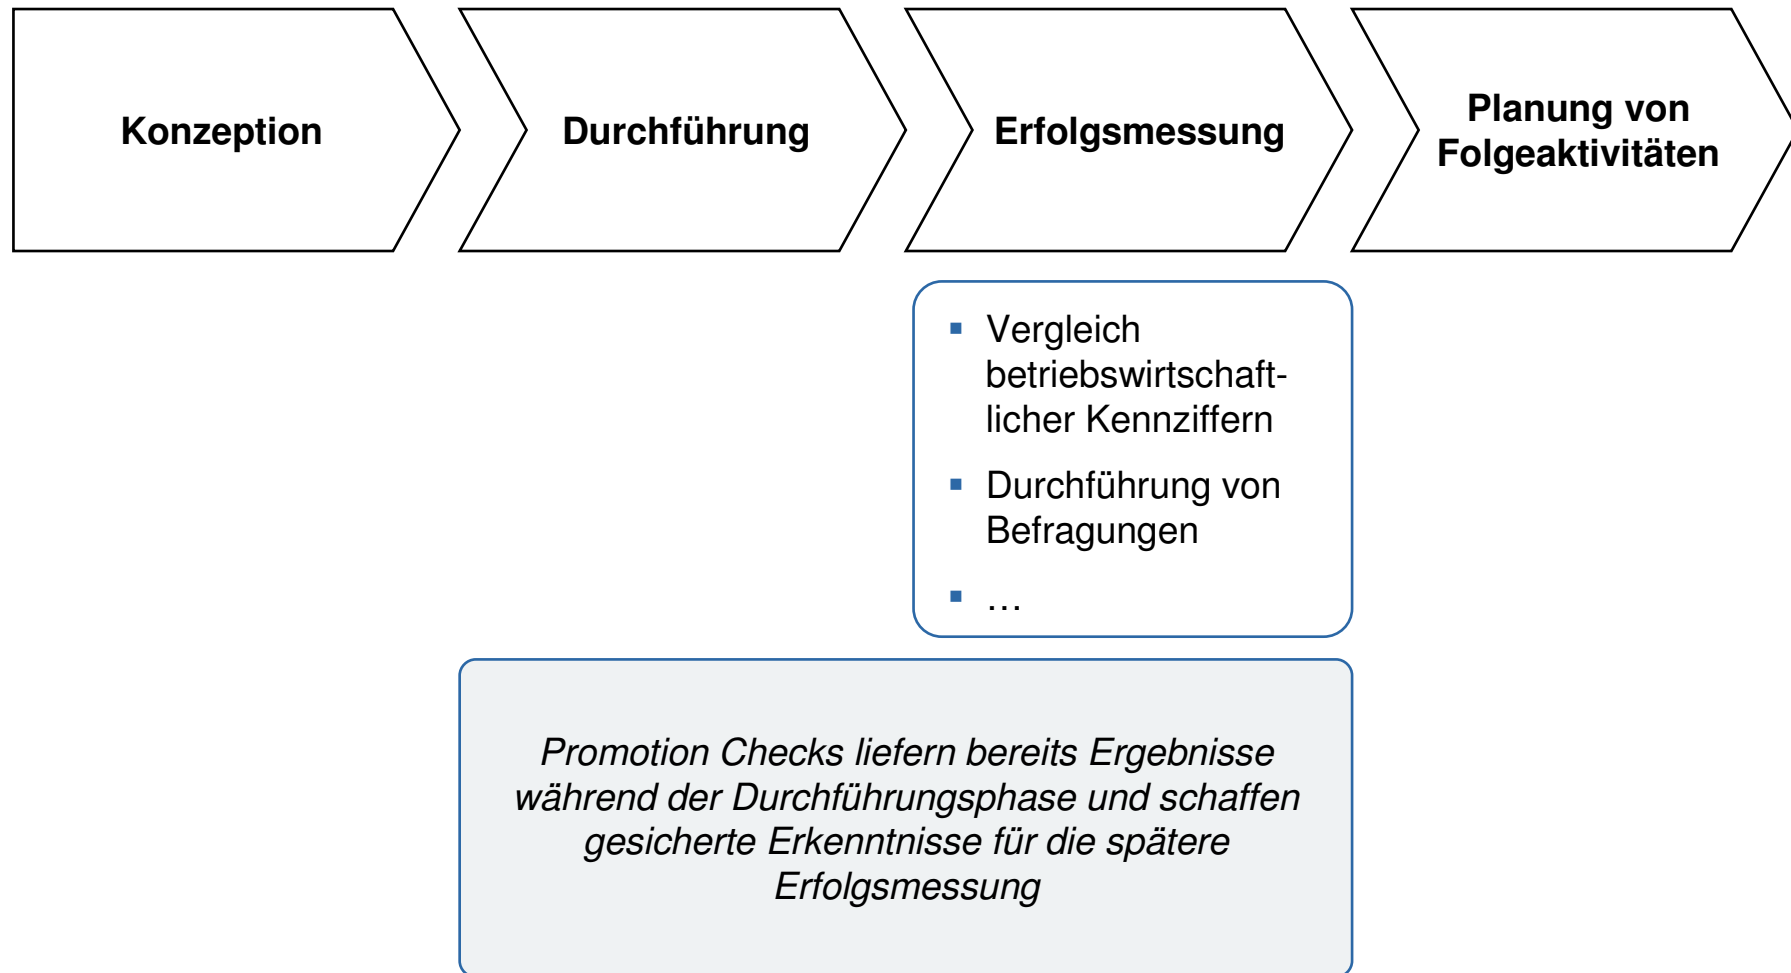 Konzeption
Durchführung
Erfolgsmessung
Planung von
Folgeaktivitäten
▪ Vergleich
betriebswirtschaft-
licher Kennziffern
▪ Durchführung von
Befragungen
▪ …
Promotion Checks liefern bereits Ergebnisse
während der Durchführungsphase und schaffen
gesicherte Erkenntnisse für die spätere
Erfolgsmessung